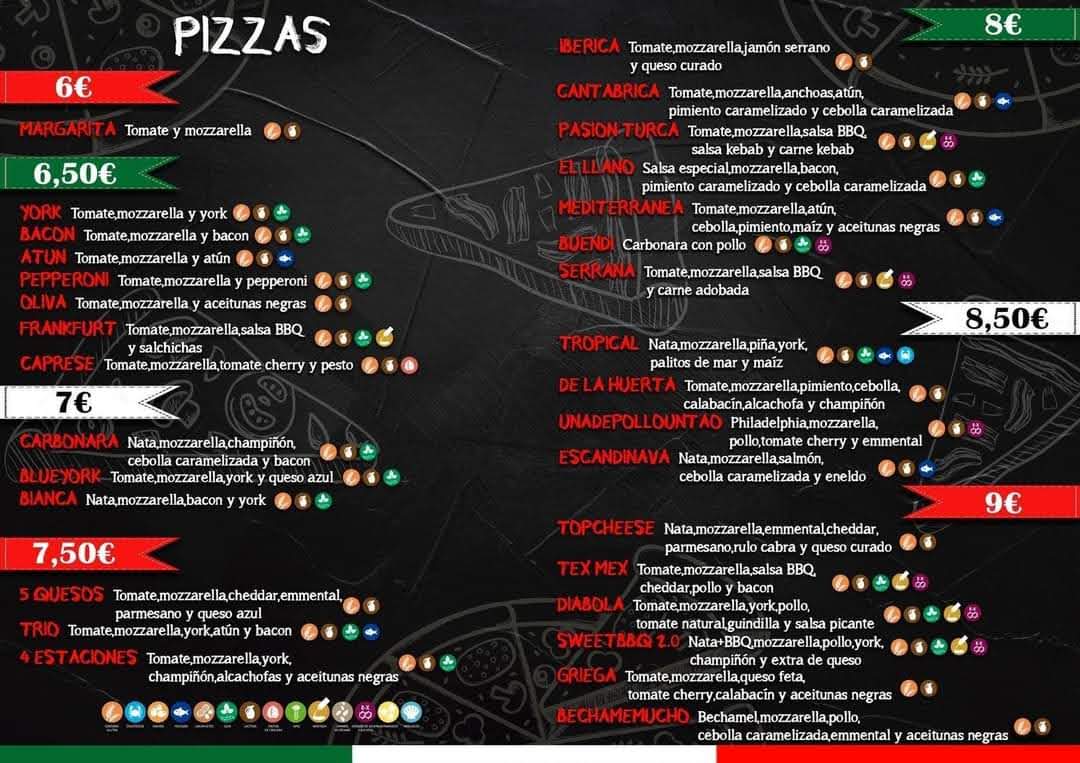 PIZZAS
6€
MARGARITA Tomate y mozzarella
6,50€
YORK Tomate,mozzarella y york
BACON Tomate,mozzarella y bacon
ATUN Tomate,mozzarella y atún
PEPPERONI Tomate,mozzarella y pepperoni
OLIVA Tomate,mozzarella y aceitunas negras
FRANKFURT Tomate,mozzarella,salsa BBQ
y salchichas
CAPRESE Tomate,mozzarella,tomate cherry y pesto
7€
CARBONARA Nata,mozzarella,champiñón,
cebolla caramelizada y bacon
BLUEYORK Tomate,mozzarella,york y queso azul
BIANCA Nata,mozzarella,bacon y york
7,50€
5 QUESOS Tomate,mozzarella,cheddar,emmental,
parmesano y queso azul
TRIO Tomate,mozzarella,york,atún y bacon
4 ESTACIONES Tomate,mozzarella,york,
champiñón,alcachofas y aceitunas negras
8€
IBERICA Tomate,mozzarella,jamón serrano
y queso curado
CANTABRICA Tomate,mozzarella,anchoas,atún,
pimiento caramelizado y cebolla caramelizada
PASION TURCA Tomate,mozzarella,salsa BBQ,
salsa kebab y carne kebab
EL LLANO Salsa especial,mozzarella,bacon,
pimiento caramelizado y cebolla caramelizada
MEDITERRANEA Tomate,mozzarella,atún,
cebolla,pimiento,maíz y aceitunas negras
BUENDI Carbonara con pollo
SERRANA Tomate,mozzarella,salsa BBQ
y carne adobada
8,50€
TROPICAL Nata,mozzarella,piña,york,
palitos de mar y maíz
DE LA HUERTA Tomate,mozzarella,pimiento,cebolla,
calabacín,alcachofa y champiñón
UNADEPOLLOUNTAO Philadelphia,mozzarella,
pollo,tomate cherry y emmental
ESCANDINAVA Nata,mozzarella,salmón,
cebolla caramelizada y eneldo
9€
TOPCHEESE Nata,mozzarella,emmental,cheddar,
parmesano,rulo cabra y queso curado
TEX MEX Tomate,mozzarella,salsa BBQ,
cheddar,pollo y bacon
DIABOLA Tomate,mozzarella,york,pollo,
tomate natural,guindilla y salsa picante
SWEETBBQ 2.0 Nata+BBQ,mozzarella,pollo,york,
champiñón y extra de queso
GRIEGA Tomate,mozzarella,queso feta,
tomate cherry,calabacín y aceitunas negras
BECHAMEMUCHO Bechamel,mozzarella,pollo,
cebolla caramelizada,emmental y aceitunas negras